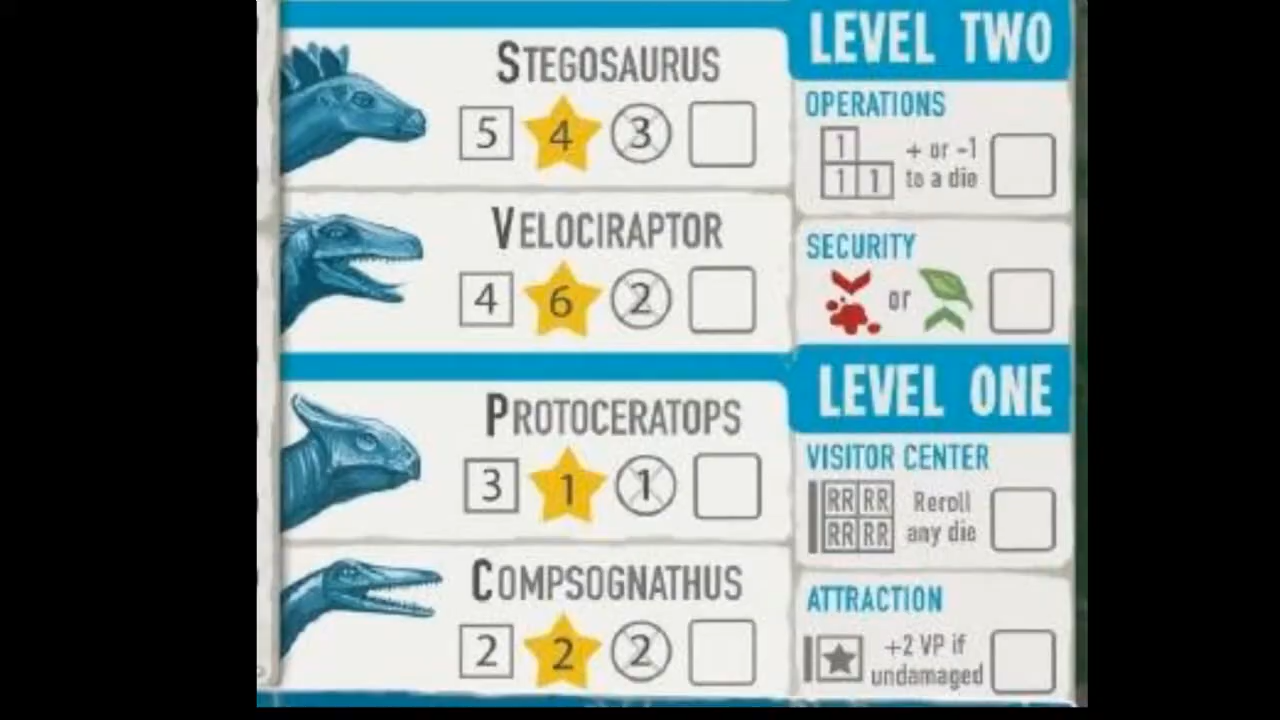 STEGOSAURUS
5 4 3
VELOCIRAPTOR
4 6 2
LEVEL TWO
OPERATIONS
1
1 1
+ or -1
to a die
SECURITY
or
PROTOCERATOPS
3 1 1
COMPSOGNATHUS
2 2 2
LEVEL ONE
VISITOR CENTER
RR RR
RR RR
Reroll
any die
ATTRACTION
+2 VP if
undamaged